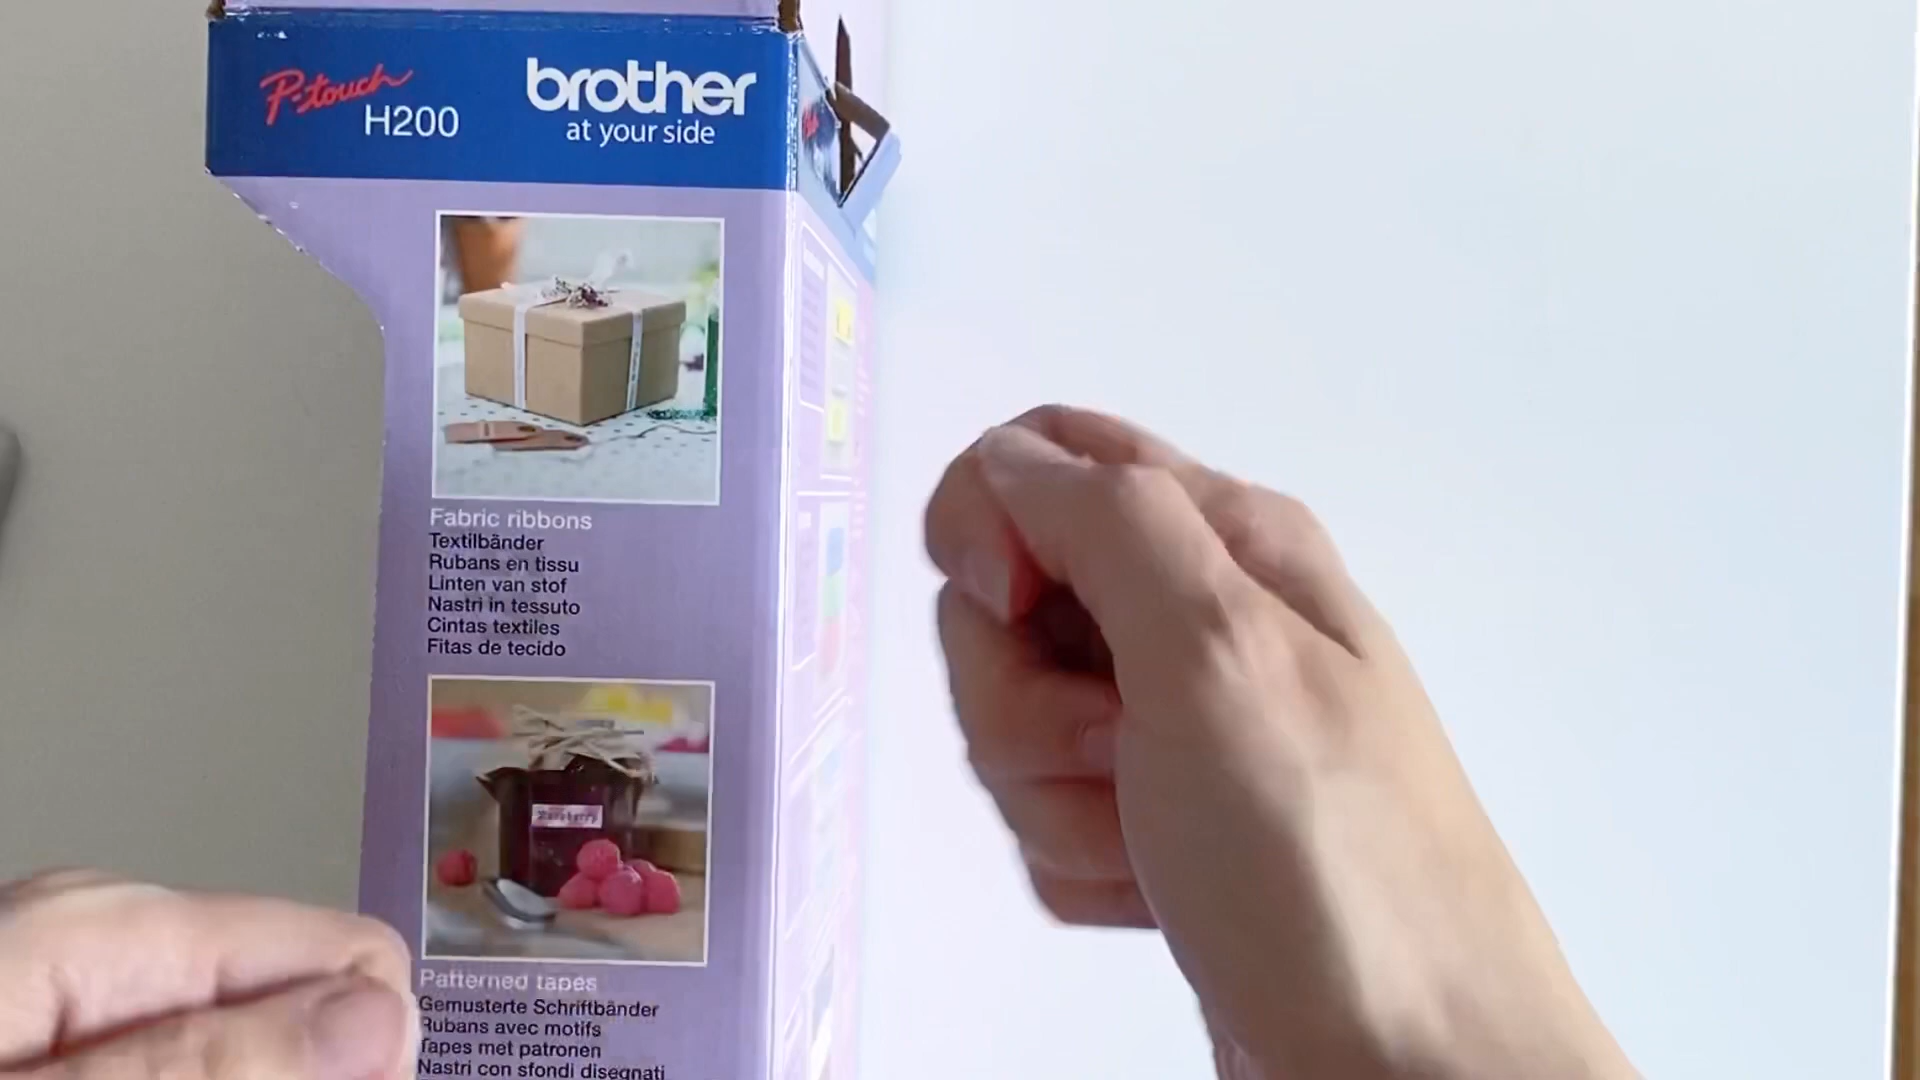 P-touch
H200
brother
at your side
Fabric ribbons
Textilbänder
Rubans en tissu
Linten van stof
Nastri in tessuto
Cintas textiles
Fitas de tecido
Raspberry
Patterned tapes
Gemusterte Schriftbänder
Rubans avec motifs
Tapes met patronen
Nastri con sfondi disegnati